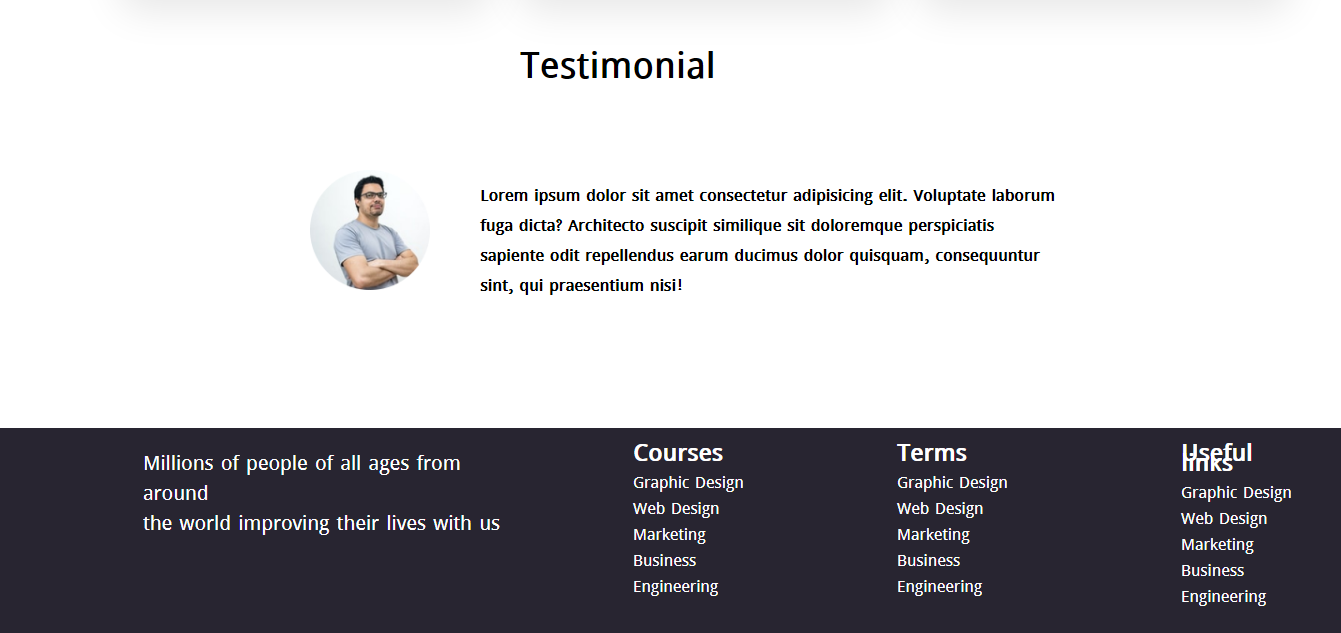 Testimonial
Lorem ipsum dolor sit amet consectetur adipisicing elit. Voluptate laborum
fuga dicta? Architecto suscipit similique sit doloremque perspiciatis
sapiente odit repellendus earum ducimus dolor quisquam, consequuntur
sint, qui praesentium nisi!
Millions of people of all ages from
around
the world improving their lives with us
Courses
Graphic Design
Web Design
Marketing
Business
Engineering
Terms
Graphic Design
Web Design
Marketing
Business
Engineering
Useful
links
Graphic Design
Web Design
Marketing
Business
Engineering